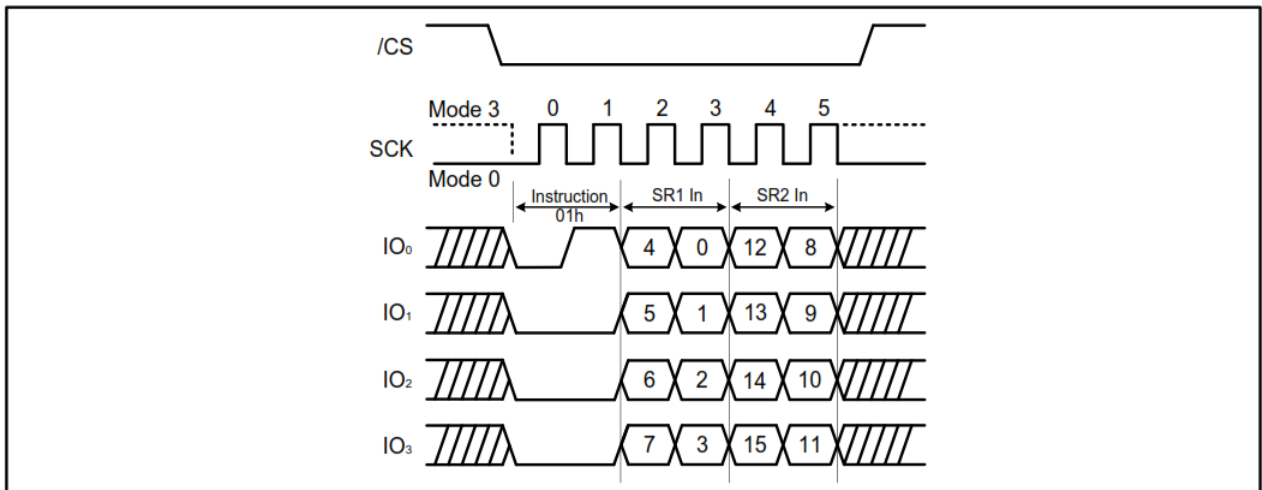 /CS
Mode 3 0 1 2 3 4 5
SCK
Mode 0
Instruction SR1 In SR2 In
01h
IO₀ 4 0 12 8
IO₁ 5 1 13 9
IO₂ 6 2 14 10
IO₃ 7 3 15 11